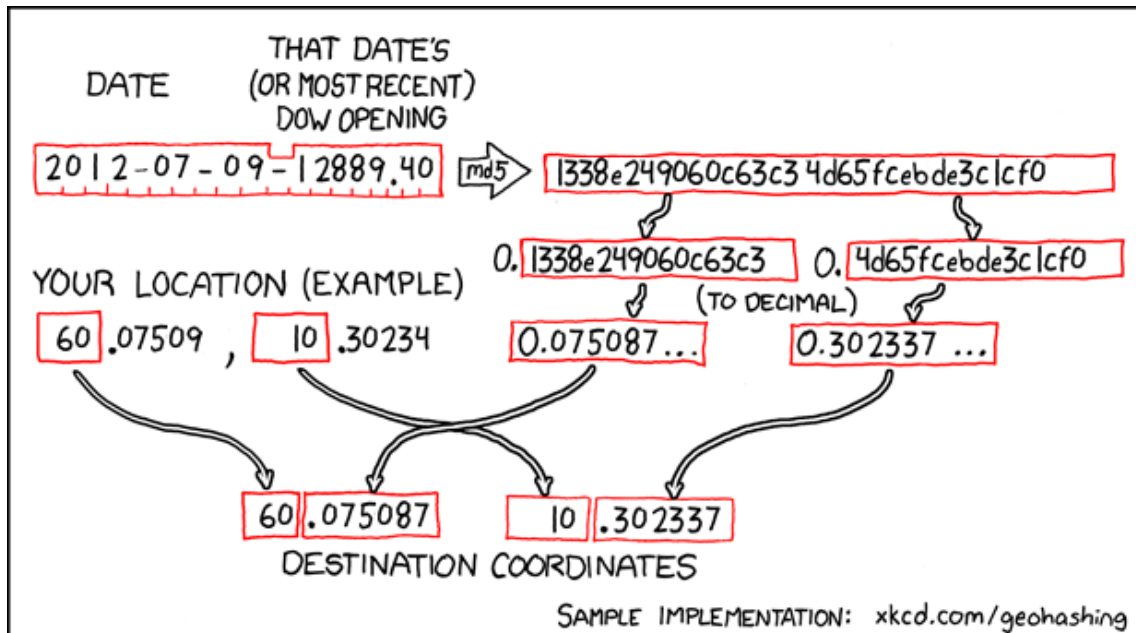 DATE
THAT DATE'S
(OR MOST RECENT)
DOW OPENING
2012-07-09-12889.40
md5
1338e249060c63c34d65fcebde3c1cf0
0.1338e249060c63c3
0.4d65fcebde3c1cf0
(TO DECIMAL)
YOUR LOCATION (EXAMPLE)
60.07509, 10.30234
0.075087...
0.302337 ...
60.075087
10.302337
DESTINATION COORDINATES
SAMPLE IMPLEMENTATION: xkcd.com/geohashing